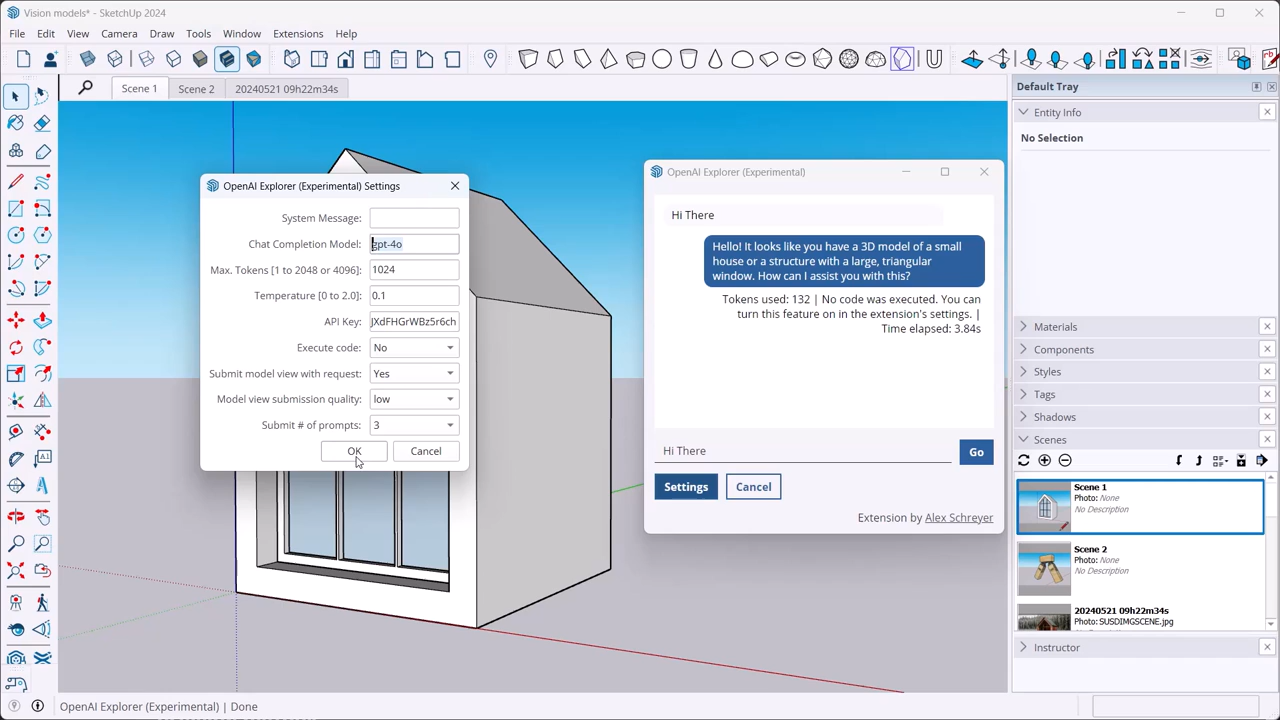 Vision models* - SketchUp 2024
File Edit View Camera Draw Tools Window Extensions Help
Scene 1 Scene 2 20240521 09h22m34s
OpenAI Explorer (Experimental) Settings
System Message:
Chat Completion Model: gpt-4o
Max. Tokens [1 to 2048 or 4096]: 1024
Temperature [0 to 2.0]: 0.1
API Key: JXdFHGrWBz5r6ch
Execute code: No
Submit model view with request: Yes
Model view submission quality: low
Submit # of prompts: 3
OK Cancel
OpenAI Explorer (Experimental)
Hi There
Hello! It looks like you have a 3D model of a small
house or a structure with a large, triangular
window. How can I assist you with this?
Tokens used: 132 | No code was executed. You can
turn this feature on in the extension's settings. |
Time elapsed: 3.84s
Hi There
Go
Settings Cancel
Extension by Alex Schreyer
Default Tray
Entity Info
No Selection
Materials
Components
Styles
Tags
Shadows
Scenes
Scene 1
Photo: None
No Description
Scene 2
Photo: None
No Description
20240521 09h22m34s
Photo: SUSDIMGSCENE.jpg
Instructor
OpenAI Explorer (Experimental) | Done